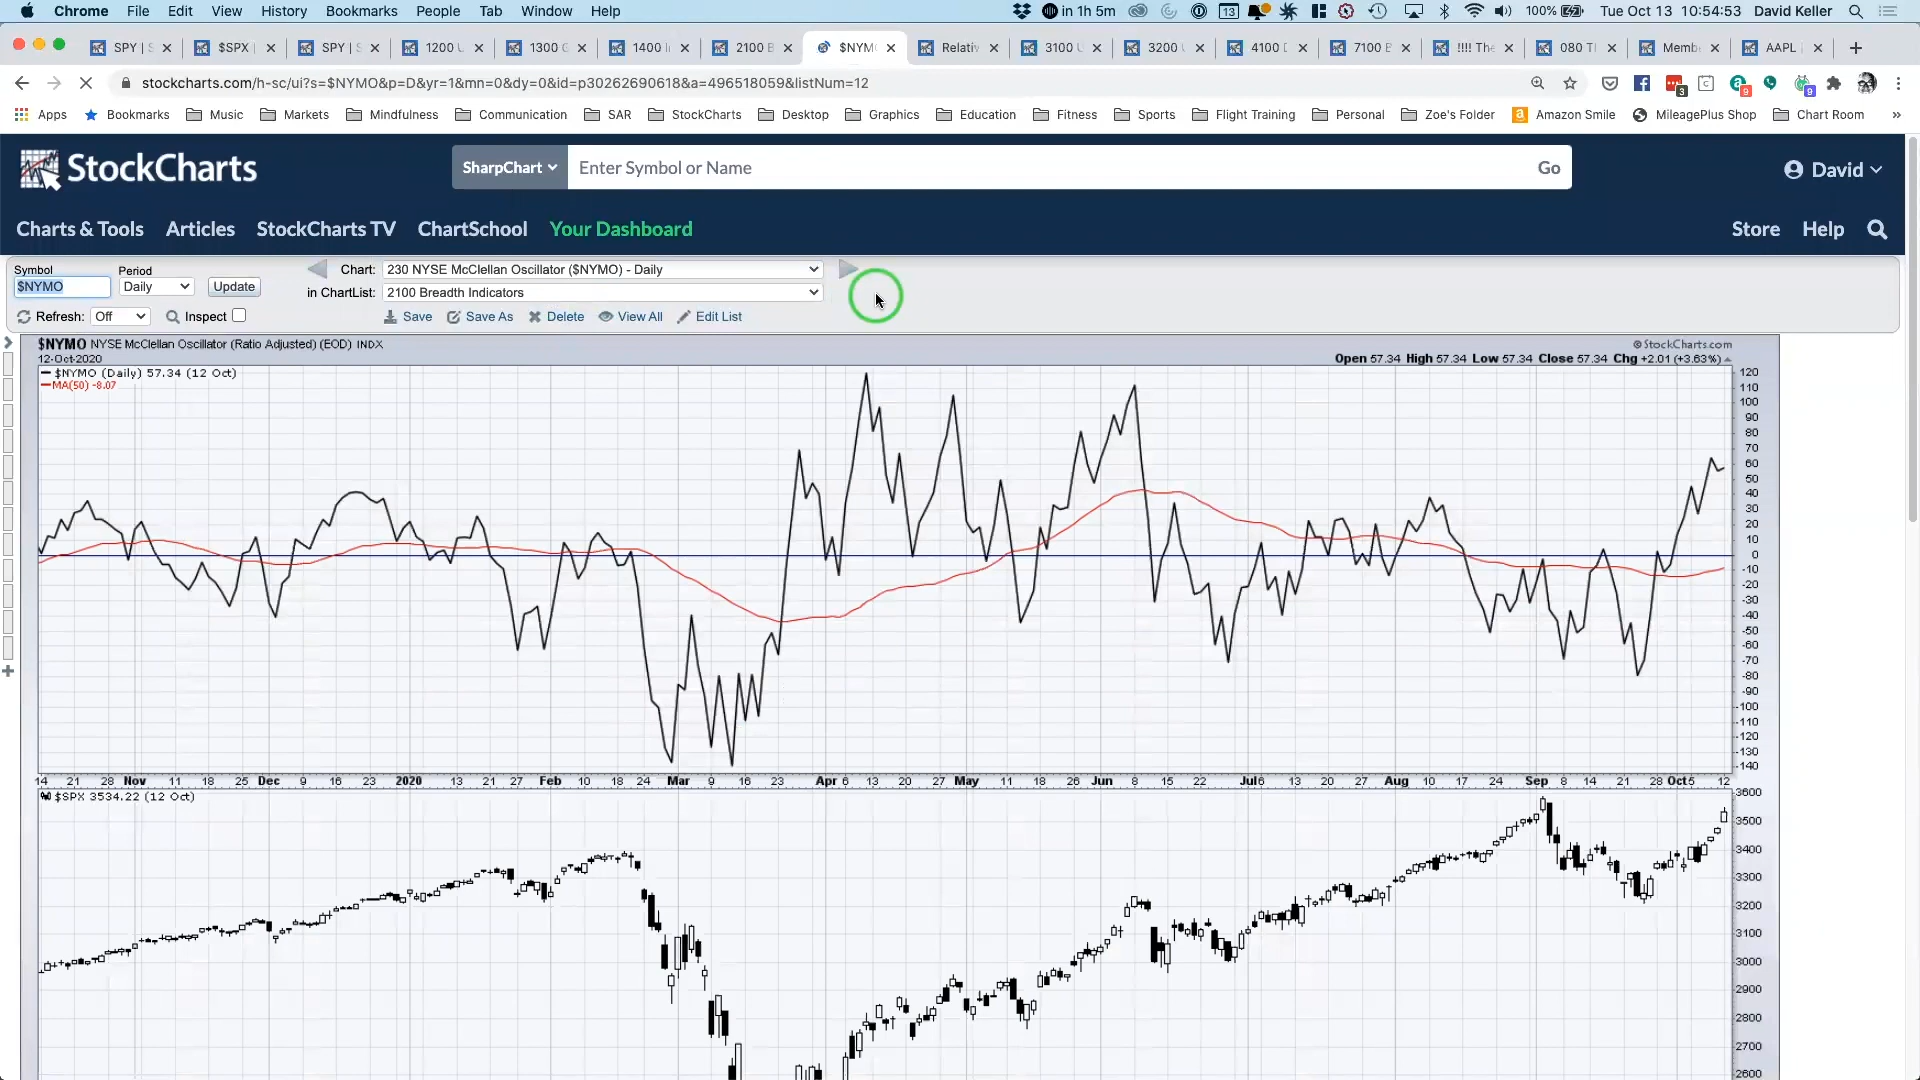 Chrome File Edit View History Bookmarks People Tab Window Help in 1h 5m 13 100% Tue Oct 13 10:54:53 David Keller
SPY | $SPX | SPY | 1200 1300 1400 2100 $NYM Relati 3100 3200 4100 7100 !!!! The 080 Memb AAPL
stockcharts.com/h-sc/ui?s=$NYMO&p=D&yr=1&mn=0&dy=0&id=p30262690618&a=496518059&listNum=12
Apps Bookmarks Music Markets Mindfulness Communication SAR StockCharts Desktop Graphics Education Fitness Sports Flight Training Personal Zoe's Folder Amazon Smile MileagePlus Shop Chart Room »
StockCharts SharpChart Enter Symbol or Name Go David
Charts & Tools Articles StockCharts TV ChartSchool Your Dashboard Store Help
Symbol Period Chart: 230 NYSE McClellan Oscillator ($NYMO) - Daily
$NYMO Daily Update in ChartList: 2100 Breadth Indicators
Refresh: Off Inspect Save Save As Delete View All Edit List
$NYMO NYSE McClellan Oscillator (Ratio Adjusted) (EOD) INDX © StockCharts.com
12-Oct-2020 Open 57.34 High 57.34 Low 57.34 Close 57.34 Chg +2.01 (+3.63%)
$NYMO (Daily) 57.34 (12 Oct)
MA(50) -8.07
120
110
100
90
80
70
60
50
40
30
20
10
0
-10
-20
-30
-40
-50
-60
-70
-80
-90
-100
-110
-120
-130
-140
14 21 28 Nov 11 18 25 Dec 9 16 23 2020 13 21 27 Feb 10 18 24 Mar 9 16 23 Apr 6 13 20 27 May 11 18 26 Jun 8 15 22 Jul 6 13 20 27 Aug 10 17 24 Sep 8 14 21 28 Oct 5 12
$SPX 3534.22 (12 Oct)
3600
3500
3400
3300
3200
3100
3000
2900
2800
2700
2600